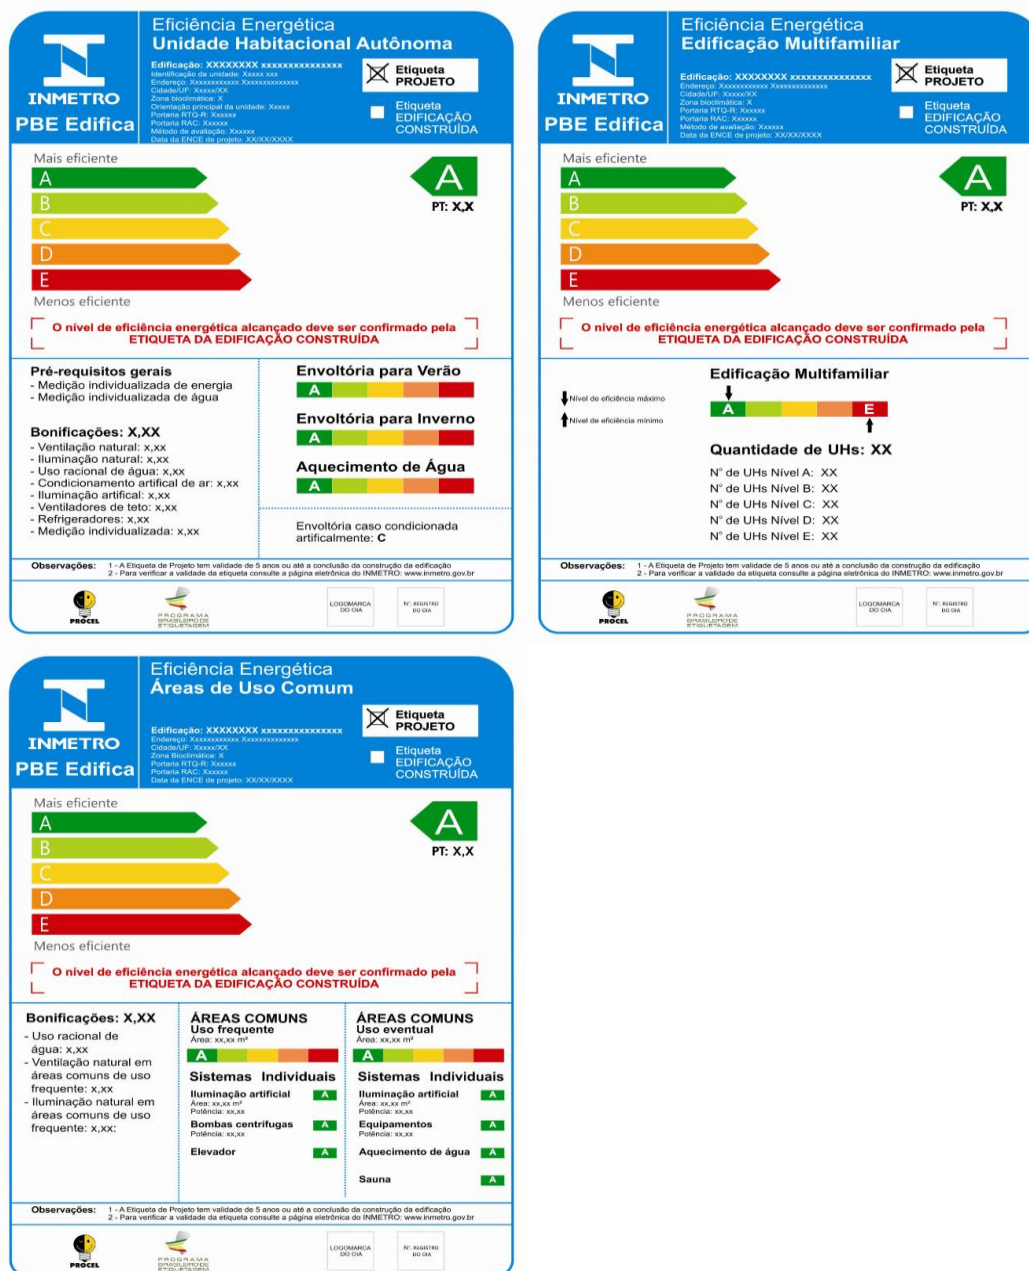 Eficiência Energética
Unidade Habitacional Autônoma
INMETRO
PBE Edifica
Edificação: XXXXXXXX xxxxxxxxxxxxxxx
Identificação da unidade: Xxxxx xxx
Endereço: Xxxxxxxxxxxx Xxxxxxxxxxxxx
Cidade/UF: Xxxxx/XX
Zona bioclimática: X
Orientação principal da unidade: Xxxxx
Portaria RTQ-R: Xxxxxx
Portaria RAC: Xxxxxx
Método de avaliação: Xxxxxx
Data da ENCE de projeto: XX/XX/XXXX
Etiqueta
PROJETO
Etiqueta
EDIFICAÇÃO
CONSTRUÍDA
Mais eficiente
A
B
C
D
E
Menos eficiente
A
PT: X,X
O nível de eficiência energética alcançado deve ser confirmado pela
ETIQUETA DA EDIFICAÇÃO CONSTRUÍDA
Pré-requisitos gerais
- Medição individualizada de energia
- Medição individualizada de água
Bonificações: X,XX
- Ventilação natural: x,xx
- Iluminação natural: x,xx
- Uso racional de água: x,xx
- Condicionamento artifical de ar: x,xx
- Iluminação artifical: x,xx
- Ventiladores de teto: x,xx
- Refrigeradores: x,xx
- Medição individualizada: x,xx
Envoltória para Verão
A
Envoltória para Inverno
A
Aquecimento de Água
A
Envoltória caso condicionada
artificalmente: C
Observações: 1 - A Etiqueta de Projeto tem validade de 5 anos ou até a conclusão da construção da edificação
2 - Para verificar a validade da etiqueta consulte a página eletrônica do INMETRO: www.inmetro.gov.br
PROCEL
PROGRAMA
BRASILEIRO DE
ETIQUETAGEM
LOGOMARCA
DO OIA
N°. REGISTRO
DO OIA
Eficiência Energética
Edificação Multifamiliar
INMETRO
PBE Edifica
Edificação: XXXXXXXX xxxxxxxxxxxxxxx
Endereço: Xxxxxxxxxxxx Xxxxxxxxxxxxx
Cidade/UF: Xxxxx/XX
Zona bioclimática: X
Portaria RTQ-R: Xxxxxx
Portaria RAC: Xxxxxx
Método de avaliação: Xxxxxx
Data da ENCE de projeto: XX/XX/XXXX
Etiqueta
PROJETO
Etiqueta
EDIFICAÇÃO
CONSTRUÍDA
Mais eficiente
A
B
C
D
E
Menos eficiente
A
PT: X,X
O nível de eficiência energética alcançado deve ser confirmado pela
ETIQUETA DA EDIFICAÇÃO CONSTRUÍDA
Nível de eficiência máximo
Nível de eficiência mínimo
Edificação Multifamiliar
A E
Quantidade de UHs: XX
N° de UHs Nível A: XX
N° de UHs Nível B: XX
N° de UHs Nível C: XX
N° de UHs Nível D: XX
N° de UHs Nível E: XX
Observações: 1 - A Etiqueta de Projeto tem validade de 5 anos ou até a conclusão da construção da edificação
2 - Para verificar a validade da etiqueta consulte a página eletrônica do INMETRO: www.inmetro.gov.br
PROCEL
PROGRAMA
BRASILEIRO DE
ETIQUETAGEM
LOGOMARCA
DO OIA
N°. REGISTRO
DO OIA
Eficiência Energética
Áreas de Uso Comum
INMETRO
PBE Edifica
Edificação: XXXXXXXX xxxxxxxxxxxxxxx
Endereço: Xxxxxxxxxxxx Xxxxxxxxxxxxx
Cidade/UF: Xxxxx/XX
Zona Bioclimática: X
Portaria RTQ-R: Xxxxxx
Portaria RAC: Xxxxxx
Data da ENCE de projeto: XX/XX/XXXX
Etiqueta
PROJETO
Etiqueta
EDIFICAÇÃO
CONSTRUÍDA
Mais eficiente
A
B
C
D
E
Menos eficiente
A
PT: X,X
O nível de eficiência energética alcançado deve ser confirmado pela
ETIQUETA DA EDIFICAÇÃO CONSTRUÍDA
Bonificações: X,XX
- Uso racional de
água: x,xx
- Ventilação natural em
áreas comuns de uso
frequente: x,xx
- Iluminação natural em
áreas comuns de uso
frequente: x,xx:
ÁREAS COMUNS
Uso frequente
Área: xx,xx m²
A
Sistemas Individuais
Iluminação artificial A
Área: xx,xx m²
Potência: xx,xx
Bombas centrífugas A
Potência: xx,xx
Elevador A
ÁREAS COMUNS
Uso eventual
Área: xx,xx m²
A
Sistemas Individuais
Iluminação artificial A
Área: xx,xx m²
Potência: xx,xx
Equipamentos A
Potência: xx,xx
Aquecimento de água A
Sauna A
Observações: 1 - A Etiqueta de Projeto tem validade de 5 anos ou até a conclusão da construção da edificação
2 - Para verificar a validade da etiqueta consulte a página eletrônica do INMETRO: www.inmetro.gov.br
PROCEL
PROGRAMA
BRASILEIRO DE
ETIQUETAGEM
LOGOMARCA
DO OIA
N°. REGISTRO
DO OIA